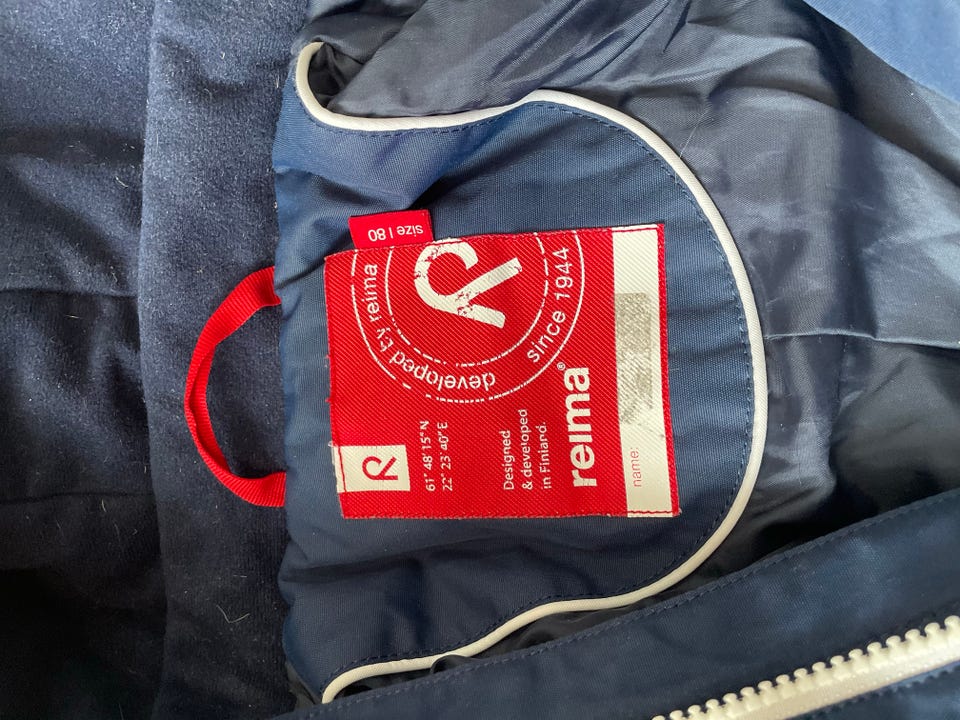 size | 80
developed by reima
since 1944
R
61° 48'15" N
22° 23'40" E
Designed
& developed
in Finland.
reima®
name: